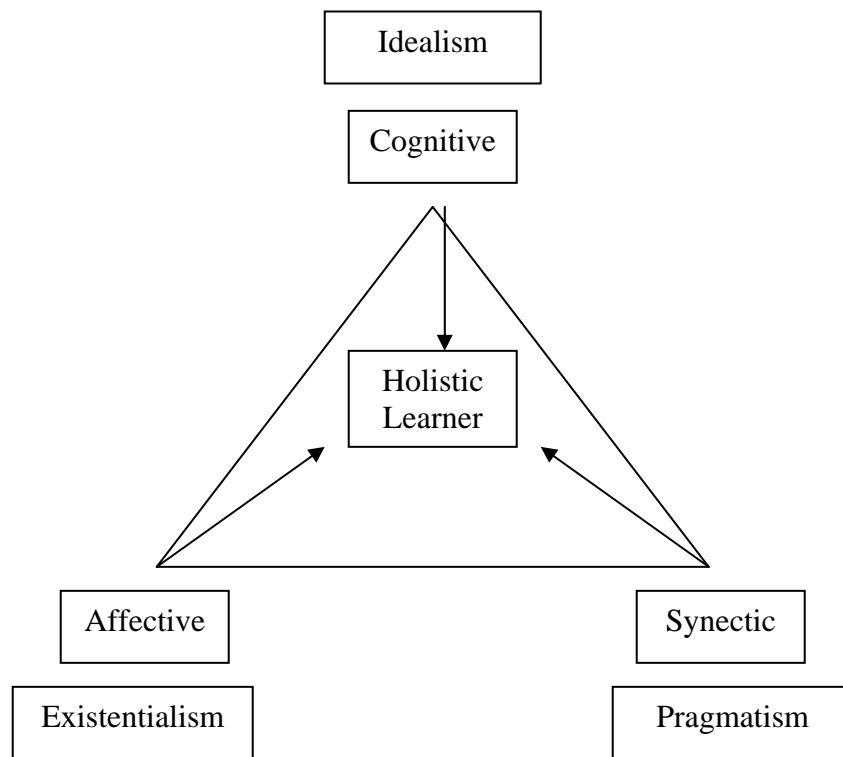 Idealism
Cognitive
Holistic
Learner
Affective
Synectic
Existentialism
Pragmatism